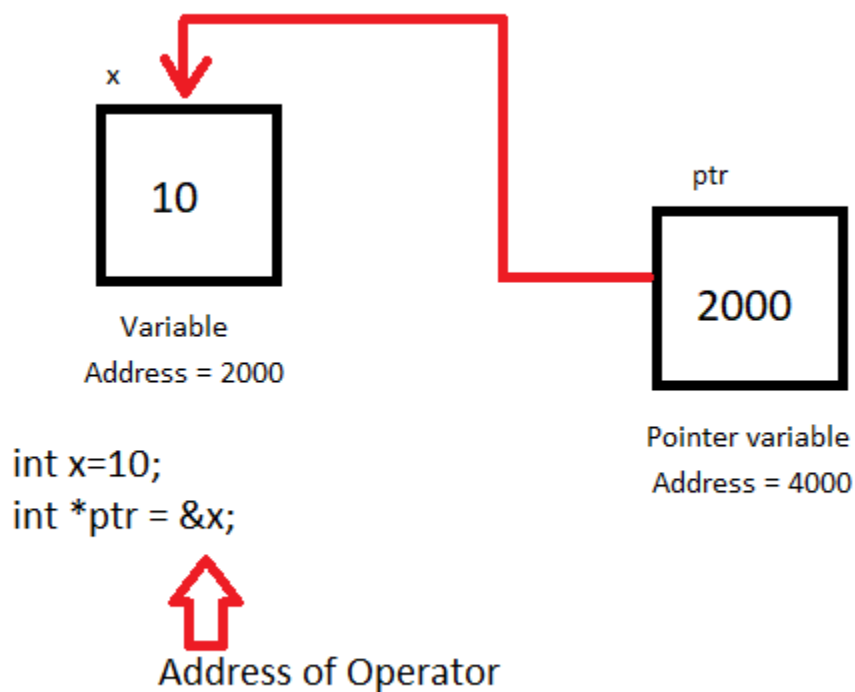 x
10
Variable
Address = 2000
ptr
2000
Pointer variable
Address = 4000
int x=10;
int *ptr = &x;
Address of Operator